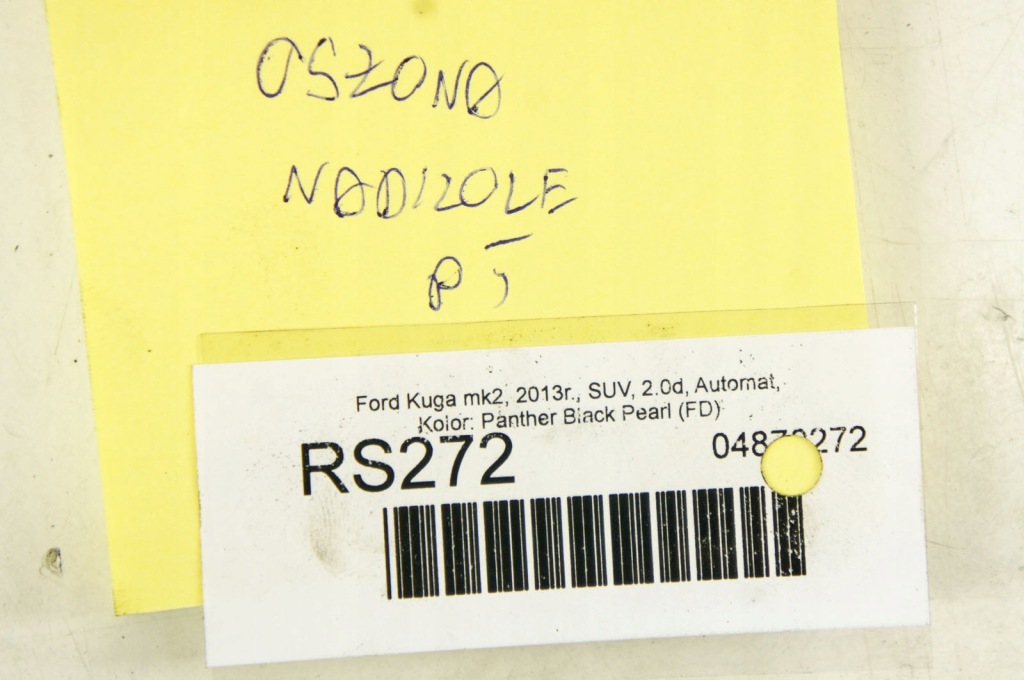 OSŁONA
NADKOLE
P
Ford Kuga mk2, 2013r., SUV, 2.0d, Automat,
Kolor: Panther Black Pearl (FD)
RS272